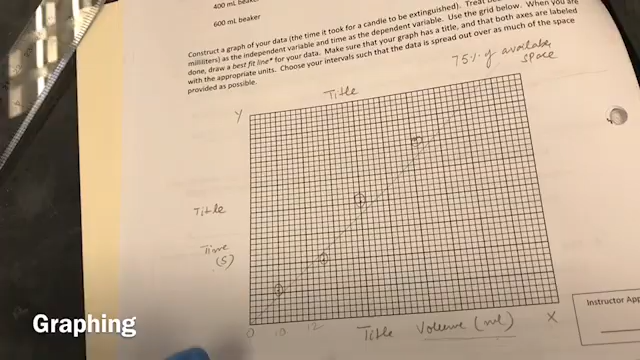 400 mL beaker
600 mL beaker
Construct a graph of your data (the time it took for a candle to be extinguished). Treat
milliliters) as the independent variable and time as the dependent variable. Use the grid below. When you are
done, draw a best fit line* for your data. Make sure that your graph has a title, and that both axes are labeled
with the appropriate units. Choose your intervals such that the data is spread out over as much of the space
provided as possible.
75% of available
space
Title
Y
Title
Time
(s)
0 10 12
Title Volume (mL) X
Instructor App
Graphing